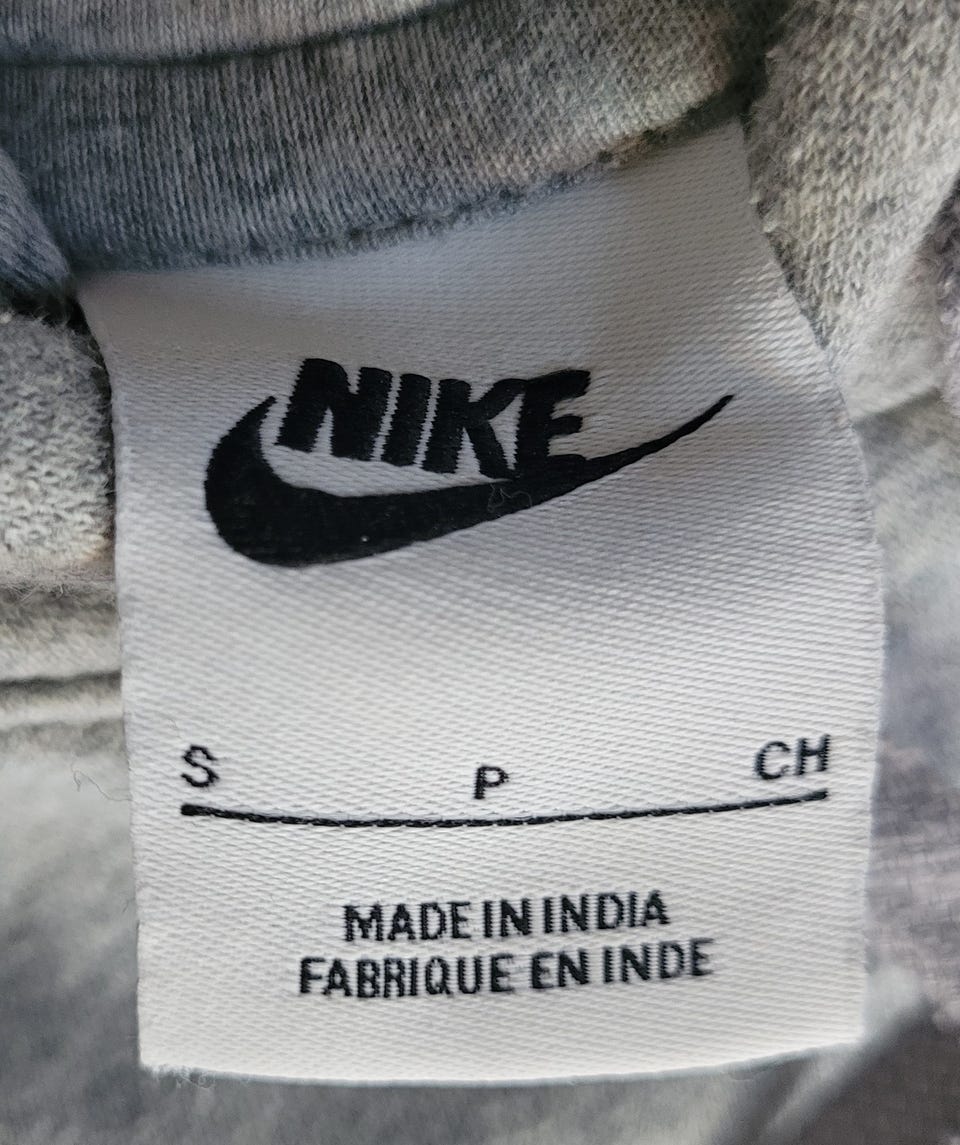 NIKE
S P CH
MADE IN INDIA
FABRIQUE EN INDE